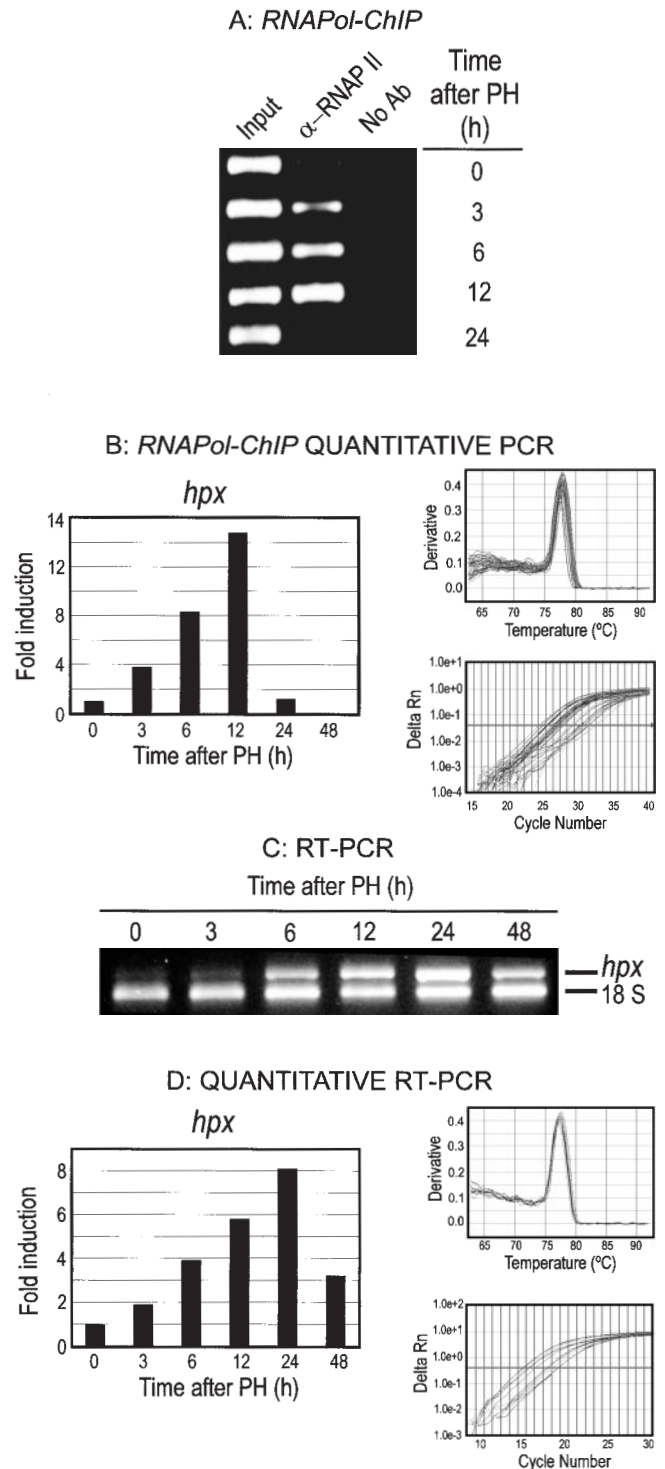 A: RNAPol-ChIP
Input
α–RNAP II
No Ab
Time
after PH
(h)
0
3
6
12
24
B: RNAPol-ChIP QUANTITATIVE PCR
hpx
14
12
8
4
0
Fold induction
0 3 6 12 24 48
Time after PH (h)
0.4
0.3
0.2
0.1
0.0
Derivative
65 70 75 80 85 90
Temperature (ºC)
1.0e+1
1.0e+0
1.0e-1
1.0e-2
1.0e-3
1.0e-4
Delta Rn
15 20 25 30 35 40
Cycle Number
C: RT-PCR
Time after PH (h)
0 3 6 12 24 48
hpx
18 S
D: QUANTITATIVE RT-PCR
hpx
8
6
4
2
0
Fold induction
0 3 6 12 24 48
Time after PH (h)
0.4
0.3
0.2
0.1
0.0
Derivative
65 70 75 80 85 90
Temperature (ºC)
1.0e+2
1.0e+1
1.0e+0
1.0e-1
1.0e-2
1.0e-3
Delta Rn
10 15 20 25 30
Cycle Number